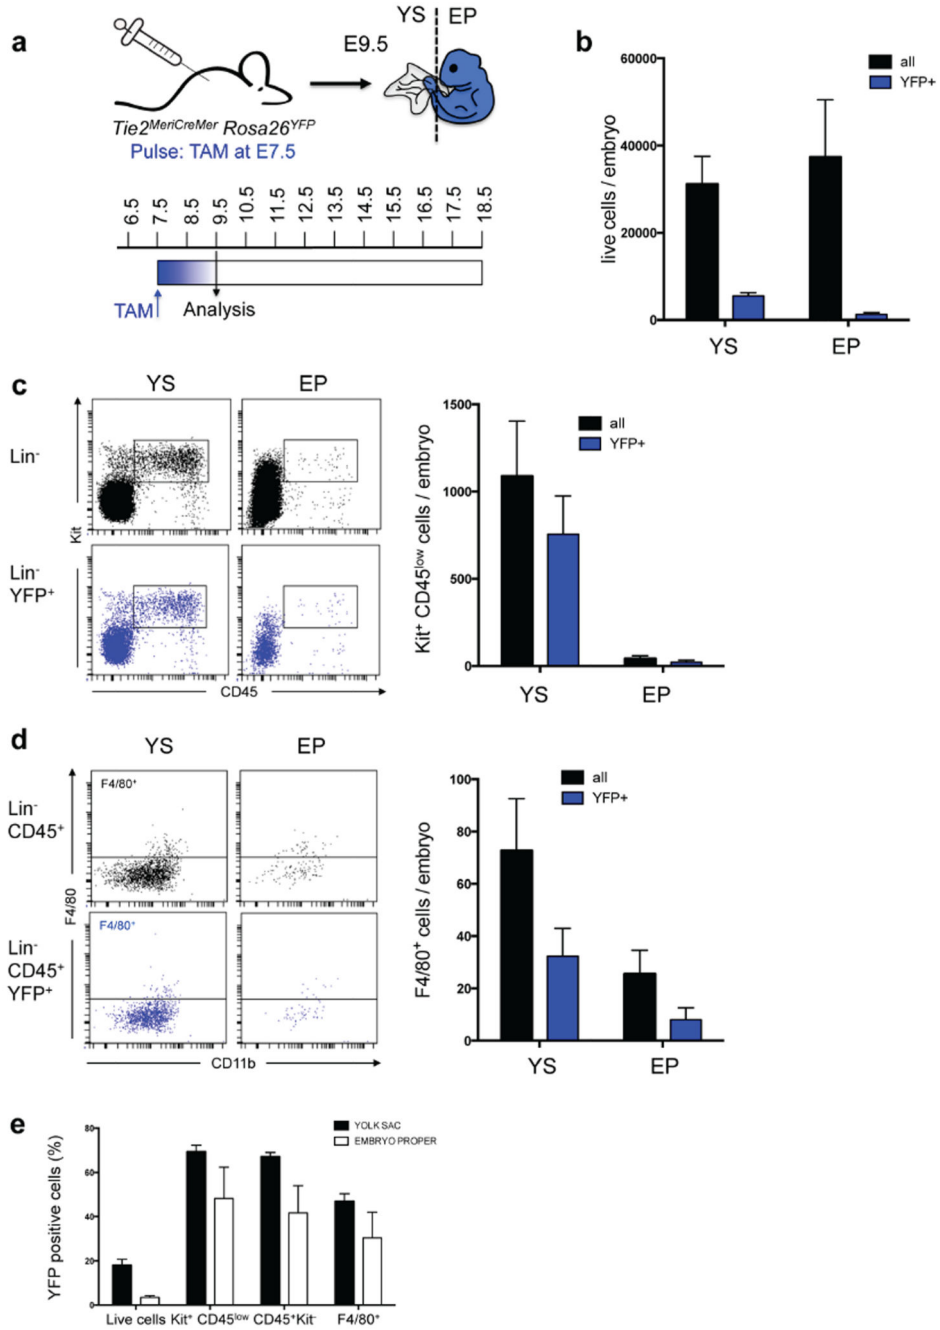 a
YS EP
E9.5
Tie2MeriCreMer Rosa26YFP
Pulse: TAM at E7.5
6.5 7.5 8.5 9.5 10.5 11.5 12.5 13.5 14.5 15.5 16.5 17.5 18.5
TAM Analysis
b
all
YFP+
live cells / embryo
60000
40000
20000
0
YS EP
c
YS EP
Lin-
Kit
Lin-
YFP+
CD45
all
YFP+
Kit+ CD45low cells / embryo
1500
1000
500
0
YS EP
d
YS EP
F4/80+
Lin-
CD45+
F4/80
F4/80+
Lin-
CD45+
YFP+
CD11b
all
YFP+
F4/80+ cells / embryo
100
80
60
40
20
0
YS EP
e
YOLK SAC
EMBRYO PROPER
YFP positive cells (%)
80
60
40
20
0
Live cells Kit+ CD45low CD45+Kit- F4/80+